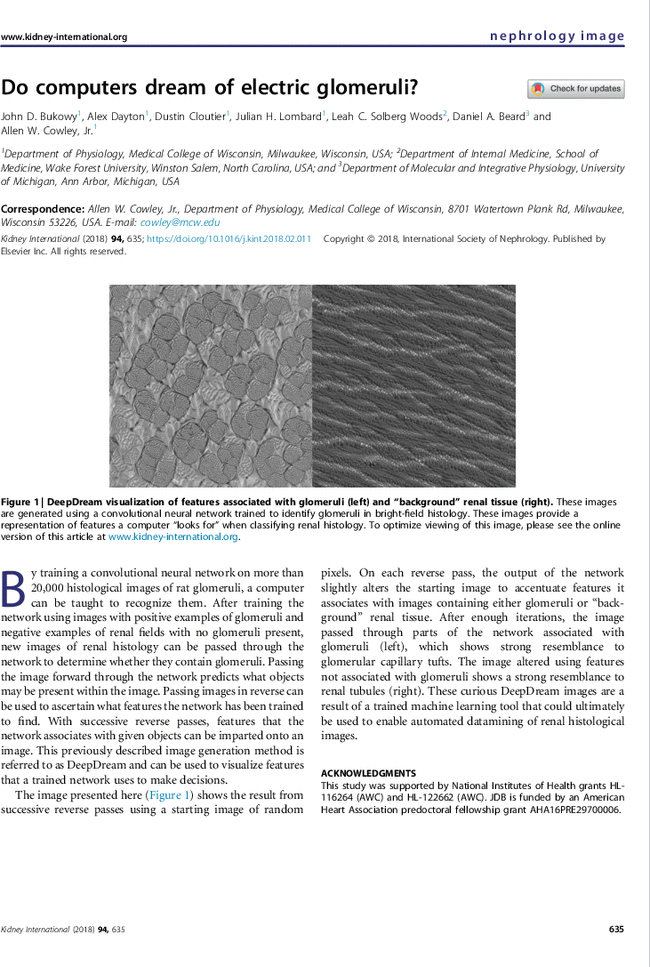 www.kidney-international.org
nephrology image
Do computers dream of electric glomeruli?
Check for updates
John D. Bukowy1, Alex Dayton1, Dustin Cloutier1, Julian H. Lombard1, Leah C. Solberg Woods2, Daniel A. Beard3 and
Allen W. Cowley, Jr.1
1Department of Physiology, Medical College of Wisconsin, Milwaukee, Wisconsin, USA; 2Department of Internal Medicine, School of
Medicine, Wake Forest University, Winston Salem, North Carolina, USA; and 3Department of Molecular and Integrative Physiology, University
of Michigan, Ann Arbor, Michigan, USA
Correspondence: Allen W. Cowley, Jr., Department of Physiology, Medical College of Wisconsin, 8701 Watertown Plank Rd, Milwaukee,
Wisconsin 53226, USA. E-mail: cowley@mcw.edu
Kidney International (2018) 94, 635; https://doi.org/10.1016/j.kint.2018.02.011 Copyright © 2018, International Society of Nephrology. Published by
Elsevier Inc. All rights reserved.
Figure 1 | DeepDream visualization of features associated with glomeruli (left) and “background” renal tissue (right). These images
are generated using a convolutional neural network trained to identify glomeruli in bright-field histology. These images provide a
representation of features a computer “looks for” when classifying renal histology. To optimize viewing of this image, please see the online
version of this article at www.kidney-international.org.
By training a convolutional neural network on more than
20,000 histological images of rat glomeruli, a computer
can be taught to recognize them. After training the
network using images with positive examples of glomeruli and
negative examples of renal fields with no glomeruli present,
new images of renal histology can be passed through the
network to determine whether they contain glomeruli. Passing
the image forward through the network predicts what objects
may be present within the image. Passing images in reverse can
be used to ascertain what features the network has been trained
to find. With successive reverse passes, features that the
network associates with given objects can be imparted onto an
image. This previously described image generation method is
referred to as DeepDream and can be used to visualize features
that a trained network uses to make decisions.
The image presented here (Figure 1) shows the result from
successive reverse passes using a starting image of random
pixels. On each reverse pass, the output of the network
slightly alters the starting image to accentuate features it
associates with images containing either glomeruli or “back-
ground” renal tissue. After enough iterations, the image
passed through parts of the network associated with
glomeruli (left), which shows strong resemblance to
glomerular capillary tufts. The image altered using features
not associated with glomeruli shows a strong resemblance to
renal tubules (right). These curious DeepDream images are a
result of a trained machine learning tool that could ultimately
be used to enable automated datamining of renal histological
images.
ACKNOWLEDGMENTS
This study was supported by National Institutes of Health grants HL-
116264 (AWC) and HL-122662 (AWC). JDB is funded by an American
Heart Association predoctoral fellowship grant AHA16PRE29700006.
Kidney International (2018) 94, 635
635